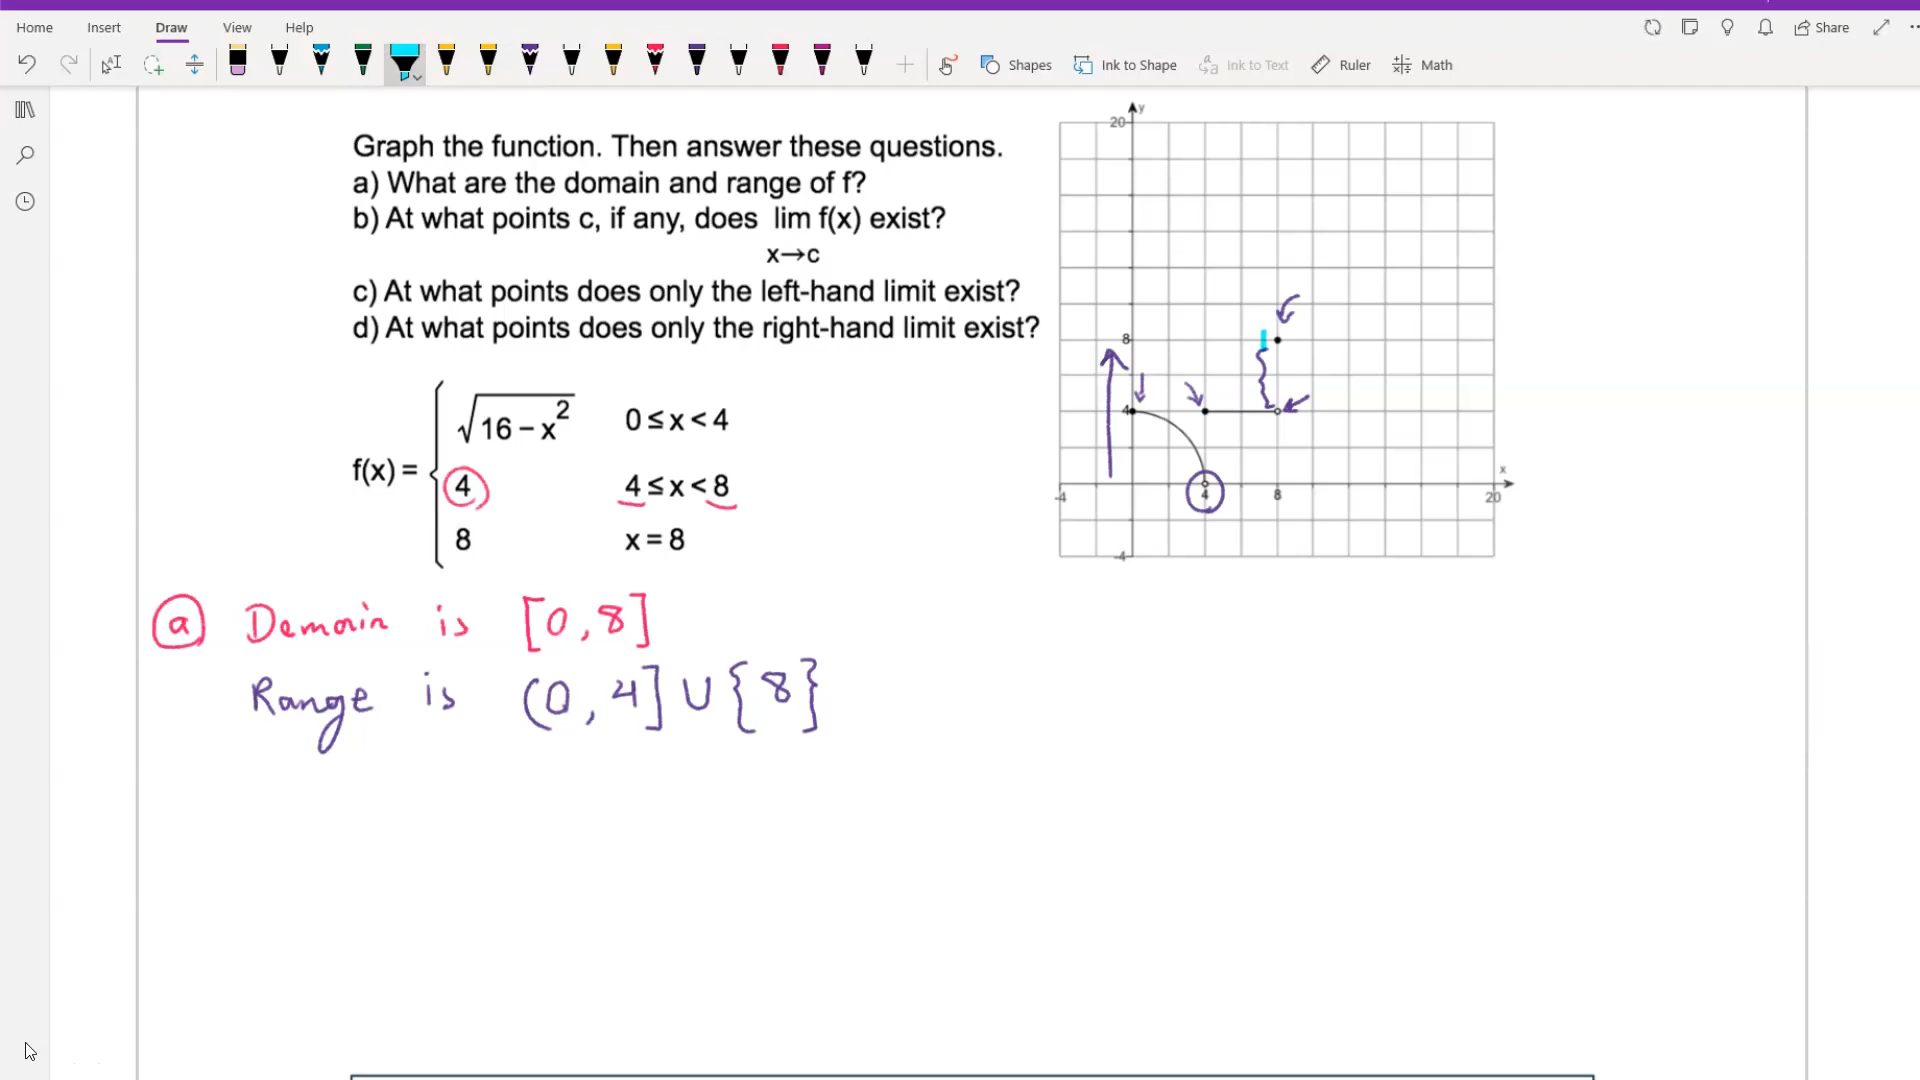 Home Insert Draw View Help Share
Shapes Ink to Shape Ink to Text Ruler Math
Graph the function. Then answer these questions.
a) What are the domain and range of f?
b) At what points c, if any, does lim f(x) exist?
x→c
c) At what points does only the left-hand limit exist?
d) At what points does only the right-hand limit exist?
√16 − x² 0 ≤ x < 4
f(x) = { 4 4 ≤ x < 8
8 x = 8
y
20
8
4
x
-4 4 8 20
-4
(a) Domain is [0, 8]
Range is (0, 4] ∪ {8}